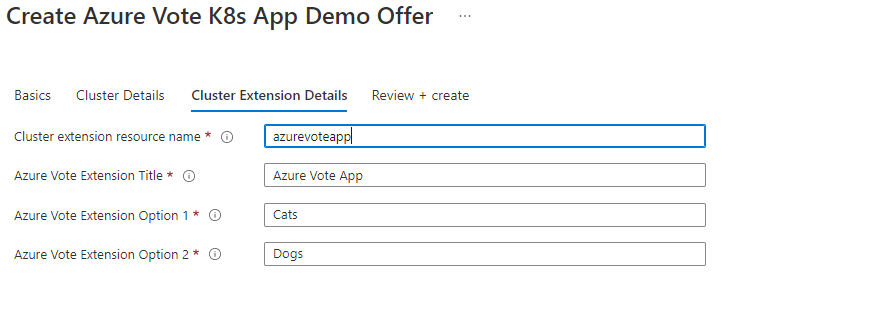 Create Azure Vote K8s App Demo Offer ...
Basics Cluster Details Cluster Extension Details Review + create
Cluster extension resource name * azurevoteapp
Azure Vote Extension Title * Azure Vote App
Azure Vote Extension Option 1 * Cats
Azure Vote Extension Option 2 * Dogs